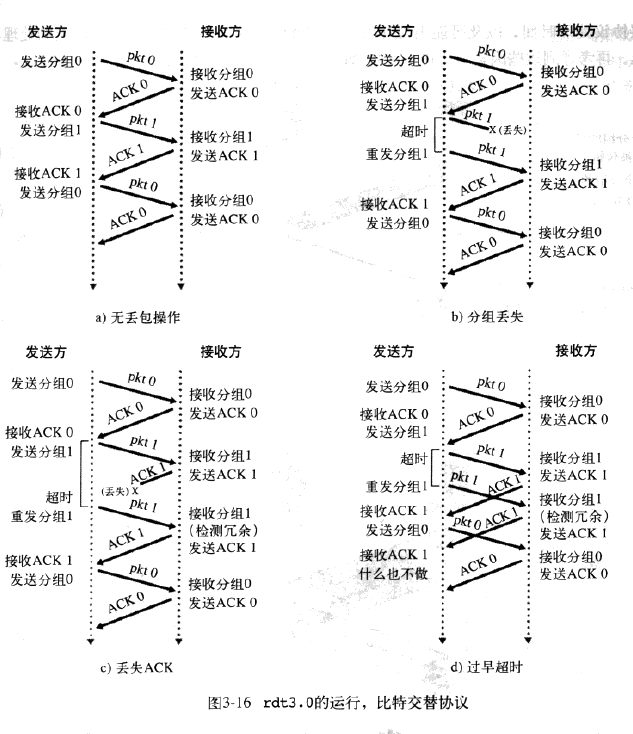 发送方
接收方
发送分组0
pkt 0
接收分组0
发送ACK 0
ACK 0
接收ACK 0
发送分组1
pkt 1
接收分组1
发送ACK 1
ACK 1
接收ACK 1
发送分组0
pkt 0
接收分组0
发送ACK 0
ACK 0
a) 无丢包操作
发送方
接收方
发送分组0
pkt 0
接收分组0
发送ACK 0
ACK 0
接收ACK 0
发送分组1
pkt 1
X (丢失)
超时
重发分组1
pkt 1
接收分组1
发送ACK 1
ACK 1
接收ACK 1
发送分组0
pkt 0
接收分组0
发送ACK 0
ACK 0
b) 分组丢失
发送方
接收方
发送分组0
pkt 0
接收分组0
发送ACK 0
ACK 0
接收ACK 0
发送分组1
pkt 1
接收分组1
发送ACK 1
ACK 1
(丢失) X
超时
重发分组1
pkt 1
接收分组1
(检测冗余)
发送ACK 1
ACK 1
接收ACK 1
发送分组0
pkt 0
接收分组0
发送ACK 0
ACK 0
c) 丢失ACK
发送方
接收方
发送分组0
pkt 0
接收分组0
发送ACK 0
ACK 0
接收ACK 0
发送分组1
pkt 1
接收分组1
发送ACK 1
ACK 1
超时
重发分组1
pkt 1
接收分组1
(检测冗余)
发送ACK 1
ACK 1
接收ACK 1
发送分组0
pkt 0
接收分组0
发送ACK 0
接收ACK 1
什么也不做
ACK 0
d) 过早超时
图3-16 rdt3.0的运行，比特交替协议